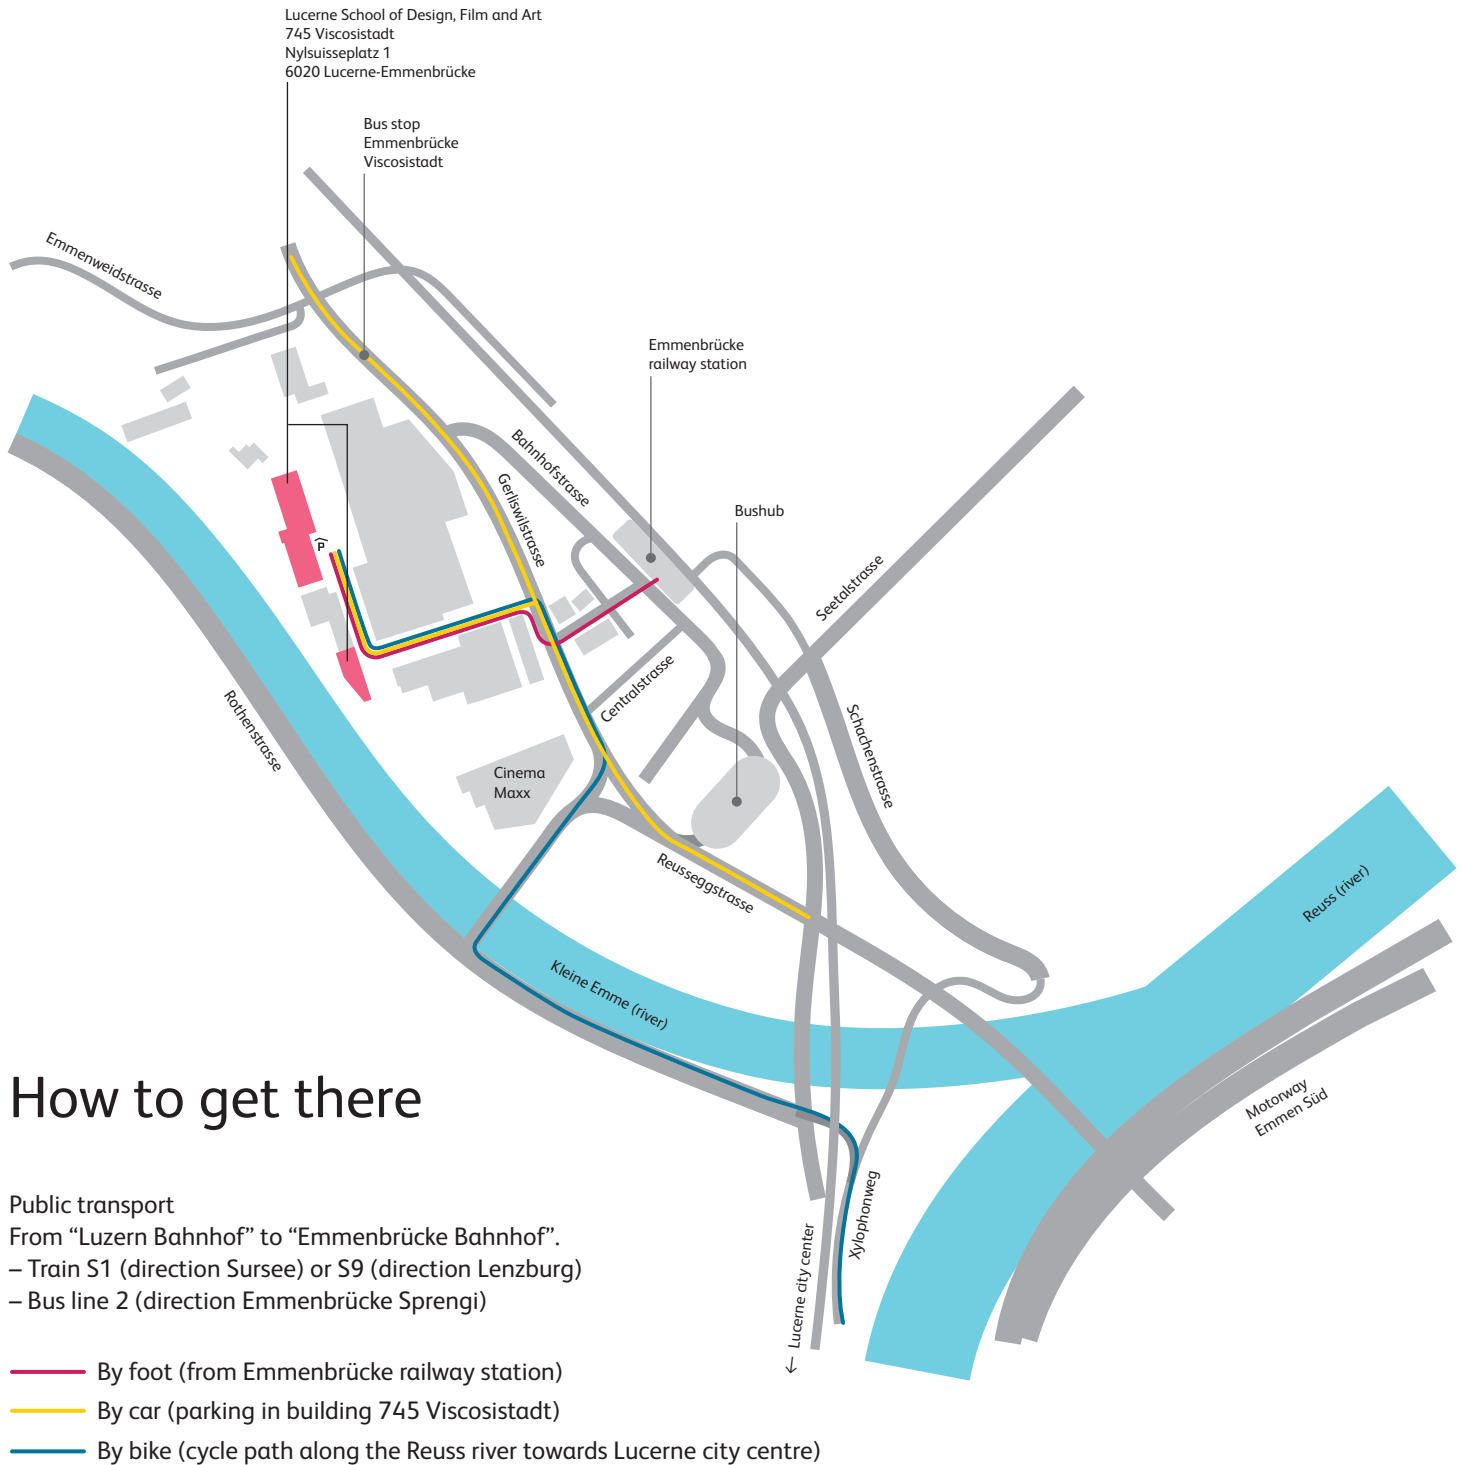 Lucerne School of Design, Film and Art
745 Viscosistadt
Nylsuisseplatz 1
6020 Lucerne-Emmenbrücke
Bus stop
Emmenbrücke
Viscosistadt
Emmenweidstrasse
Emmenbrücke
railway station
Bahnhofstrasse
Gerliswilstrasse
Bushub
P
Seetalstrasse
Centralstrasse
Rothenstrasse
Schachenstrasse
Cinema
Maxx
Reusseggstrasse
Reuss (river)
Kleine Emme (river)
Motorway
Emmen Süd
Xylophonweg
← Lucerne city center
How to get there
Public transport
From “Luzern Bahnhof” to “Emmenbrücke Bahnhof”.
– Train S1 (direction Sursee) or S9 (direction Lenzburg)
– Bus line 2 (direction Emmenbrücke Sprengi)
By foot (from Emmenbrücke railway station)
By car (parking in building 745 Viscosistadt)
By bike (cycle path along the Reuss river towards Lucerne city centre)